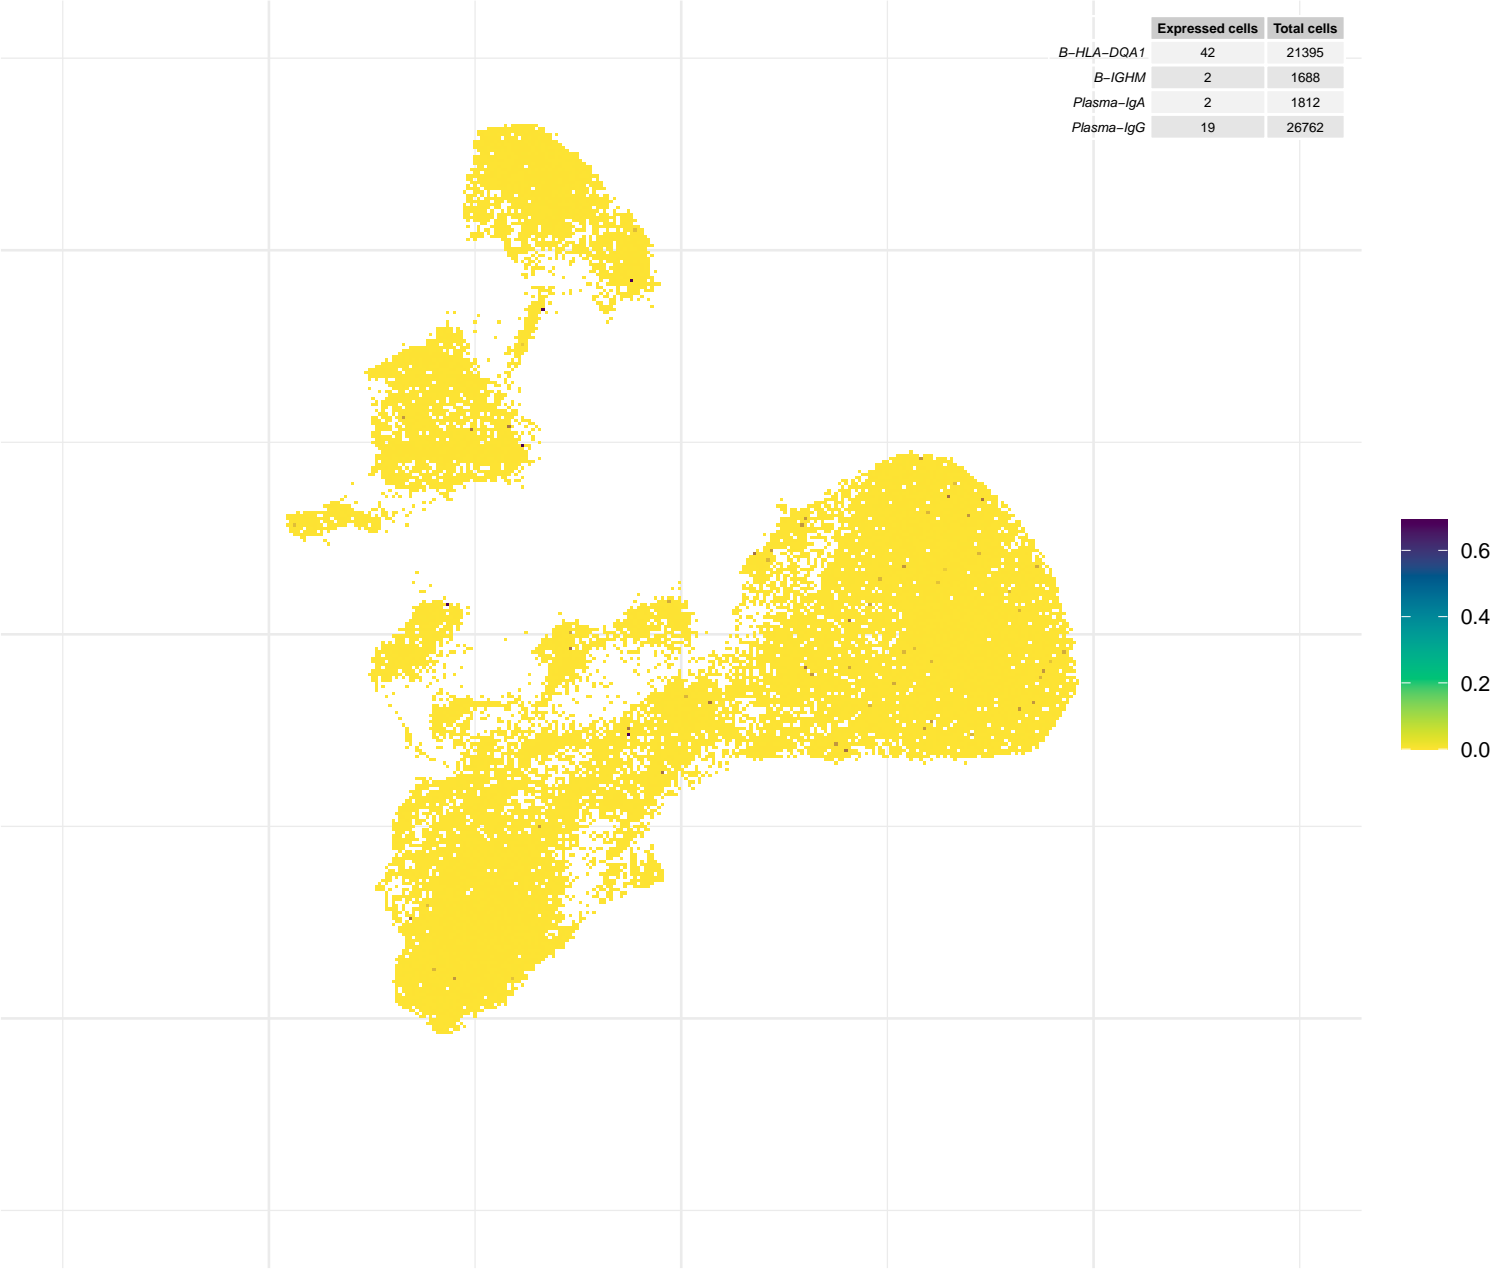 Expressed cells Total cells
B−HLA−DQA1 42 21395
B−IGHM 2 1688
Plasma−IgA 2 1812
Plasma−IgG 19 26762
0.6
0.4
0.2
0.0